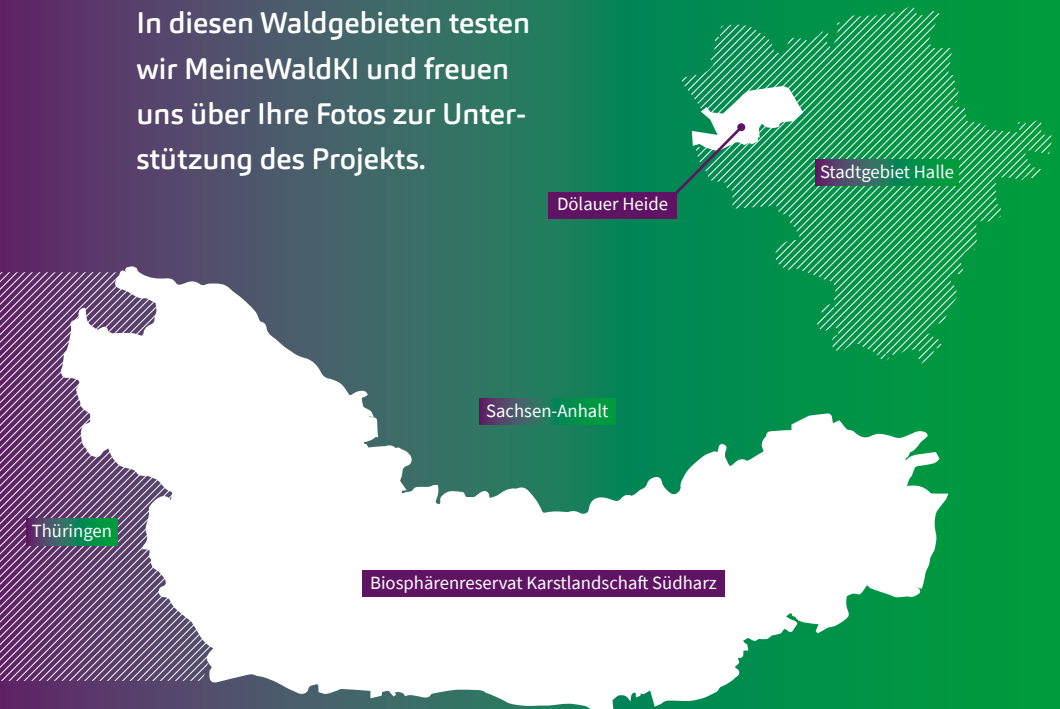 In diesen Waldgebieten testen
wir MeineWaldKI und freuen
uns über Ihre Fotos zur Unter-
stützung des Projekts.
Stadtgebiet Halle
Dölauer Heide
Sachsen-Anhalt
Thüringen
Biosphärenreservat Karstlandschaft Südharz